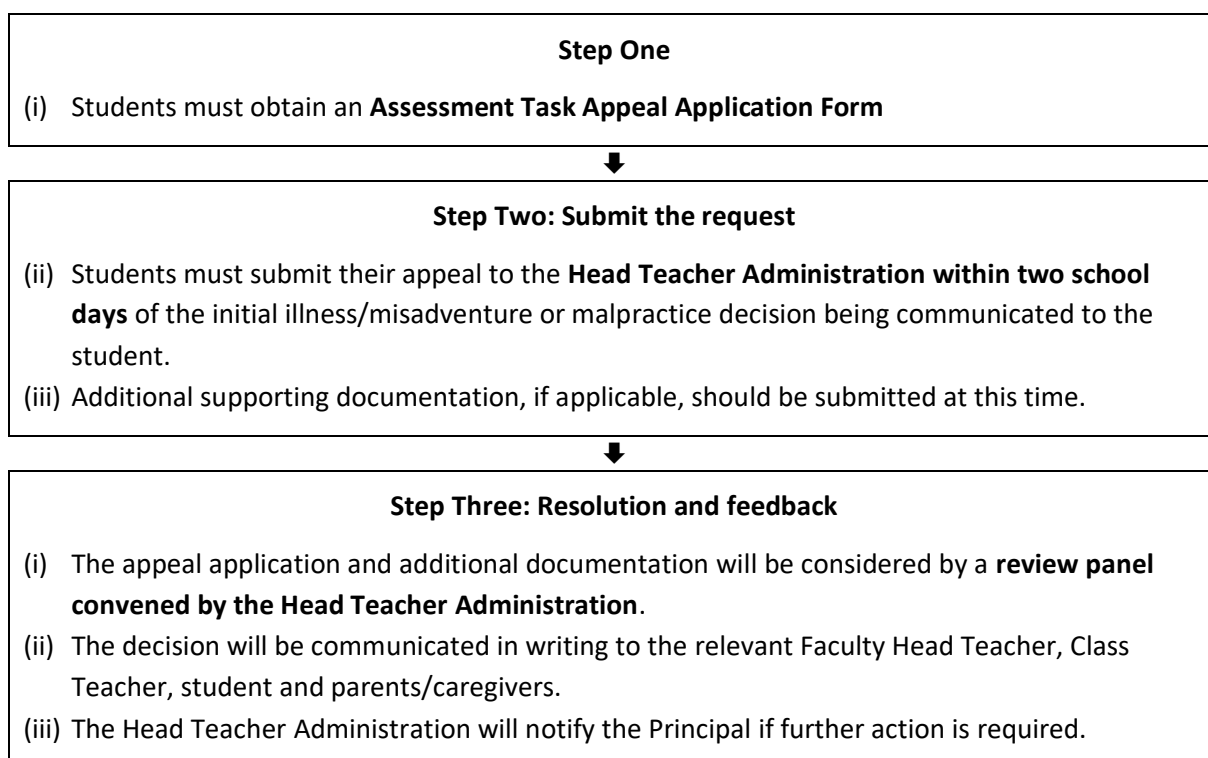 Step One
(i) Students must obtain an Assessment Task Appeal Application Form
Step Two: Submit the request
(ii) Students must submit their appeal to the Head Teacher Administration within two school
days of the initial illness/misadventure or malpractice decision being communicated to the
student.
(iii) Additional supporting documentation, if applicable, should be submitted at this time.
Step Three: Resolution and feedback
(i) The appeal application and additional documentation will be considered by a review panel
convened by the Head Teacher Administration.
(ii) The decision will be communicated in writing to the relevant Faculty Head Teacher, Class
Teacher, student and parents/caregivers.
(iii) The Head Teacher Administration will notify the Principal if further action is required.